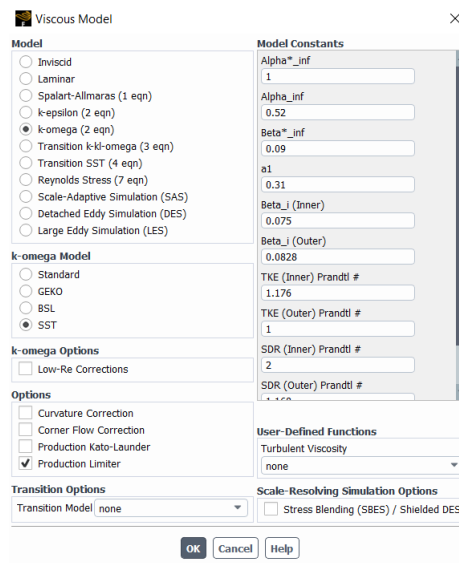 Viscous Model
Model
Inviscid
Laminar
Spalart-Allmaras (1 eqn)
k-epsilon (2 eqn)
k-omega (2 eqn)
Transition k-kl-omega (3 eqn)
Transition SST (4 eqn)
Reynolds Stress (7 eqn)
Scale-Adaptive Simulation (SAS)
Detached Eddy Simulation (DES)
Large Eddy Simulation (LES)
k-omega Model
Standard
GEKO
BSL
SST
k-omega Options
Low-Re Corrections
Options
Curvature Correction
Corner Flow Correction
Production Kato-Launder
Production Limiter
Transition Options
Transition Model none
Model Constants
Alpha*_inf
1
Alpha_inf
0.52
Beta*_inf
0.09
a1
0.31
Beta_i (Inner)
0.075
Beta_i (Outer)
0.0828
TKE (Inner) Prandtl #
1.176
TKE (Outer) Prandtl #
1
SDR (Inner) Prandtl #
2
SDR (Outer) Prandtl #
User-Defined Functions
Turbulent Viscosity
none
Scale-Resolving Simulation Options
Stress Blending (SBES) / Shielded DES
OK Cancel Help